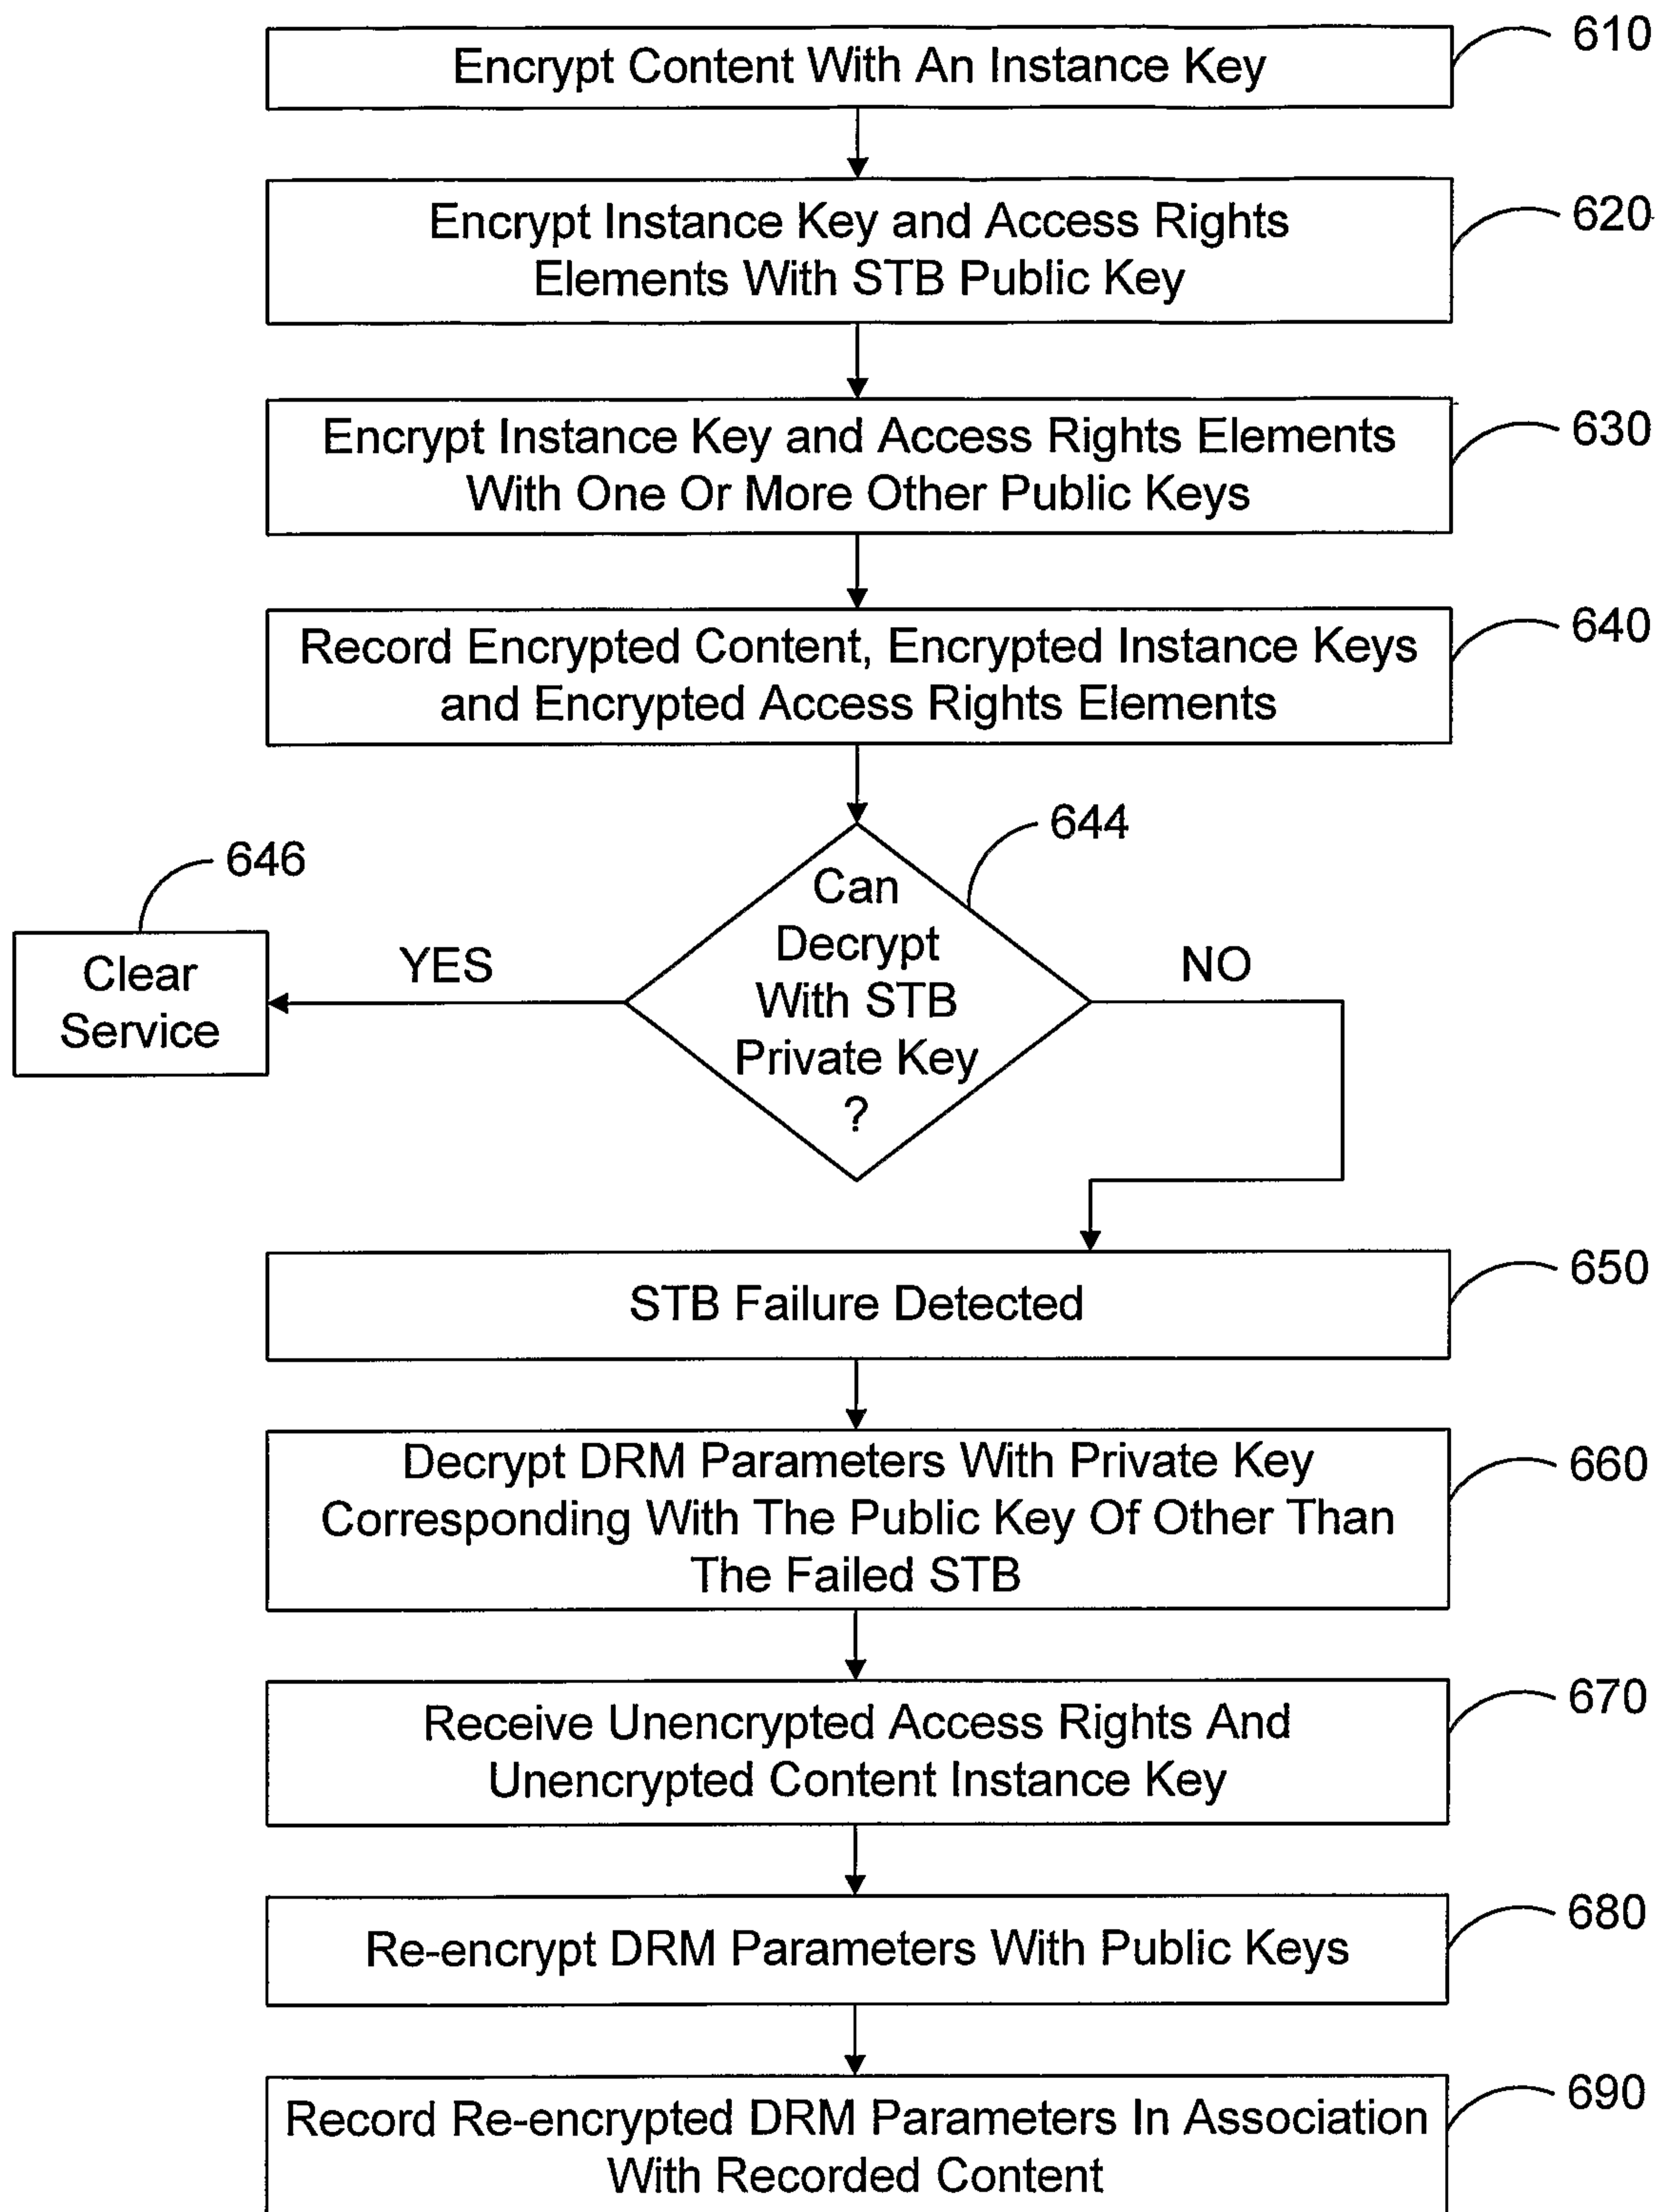 Encrypt Content With An Instance Key
610
Encrypt Instance Key and Access Rights
Elements With STB Public Key
620
Encrypt Instance Key and Access Rights Elements
With One Or More Other Public Keys
630
Record Encrypted Content, Encrypted Instance Keys
and Encrypted Access Rights Elements
640
644
646
Can
Decrypt
With STB
Private Key
?
YES
NO
Clear
Service
STB Failure Detected
650
Decrypt DRM Parameters With Private Key
Corresponding With The Public Key Of Other Than
The Failed STB
660
Receive Unencrypted Access Rights And
Unencrypted Content Instance Key
670
Re-encrypt DRM Parameters With Public Keys
680
Record Re-encrypted DRM Parameters In Association
With Recorded Content
690